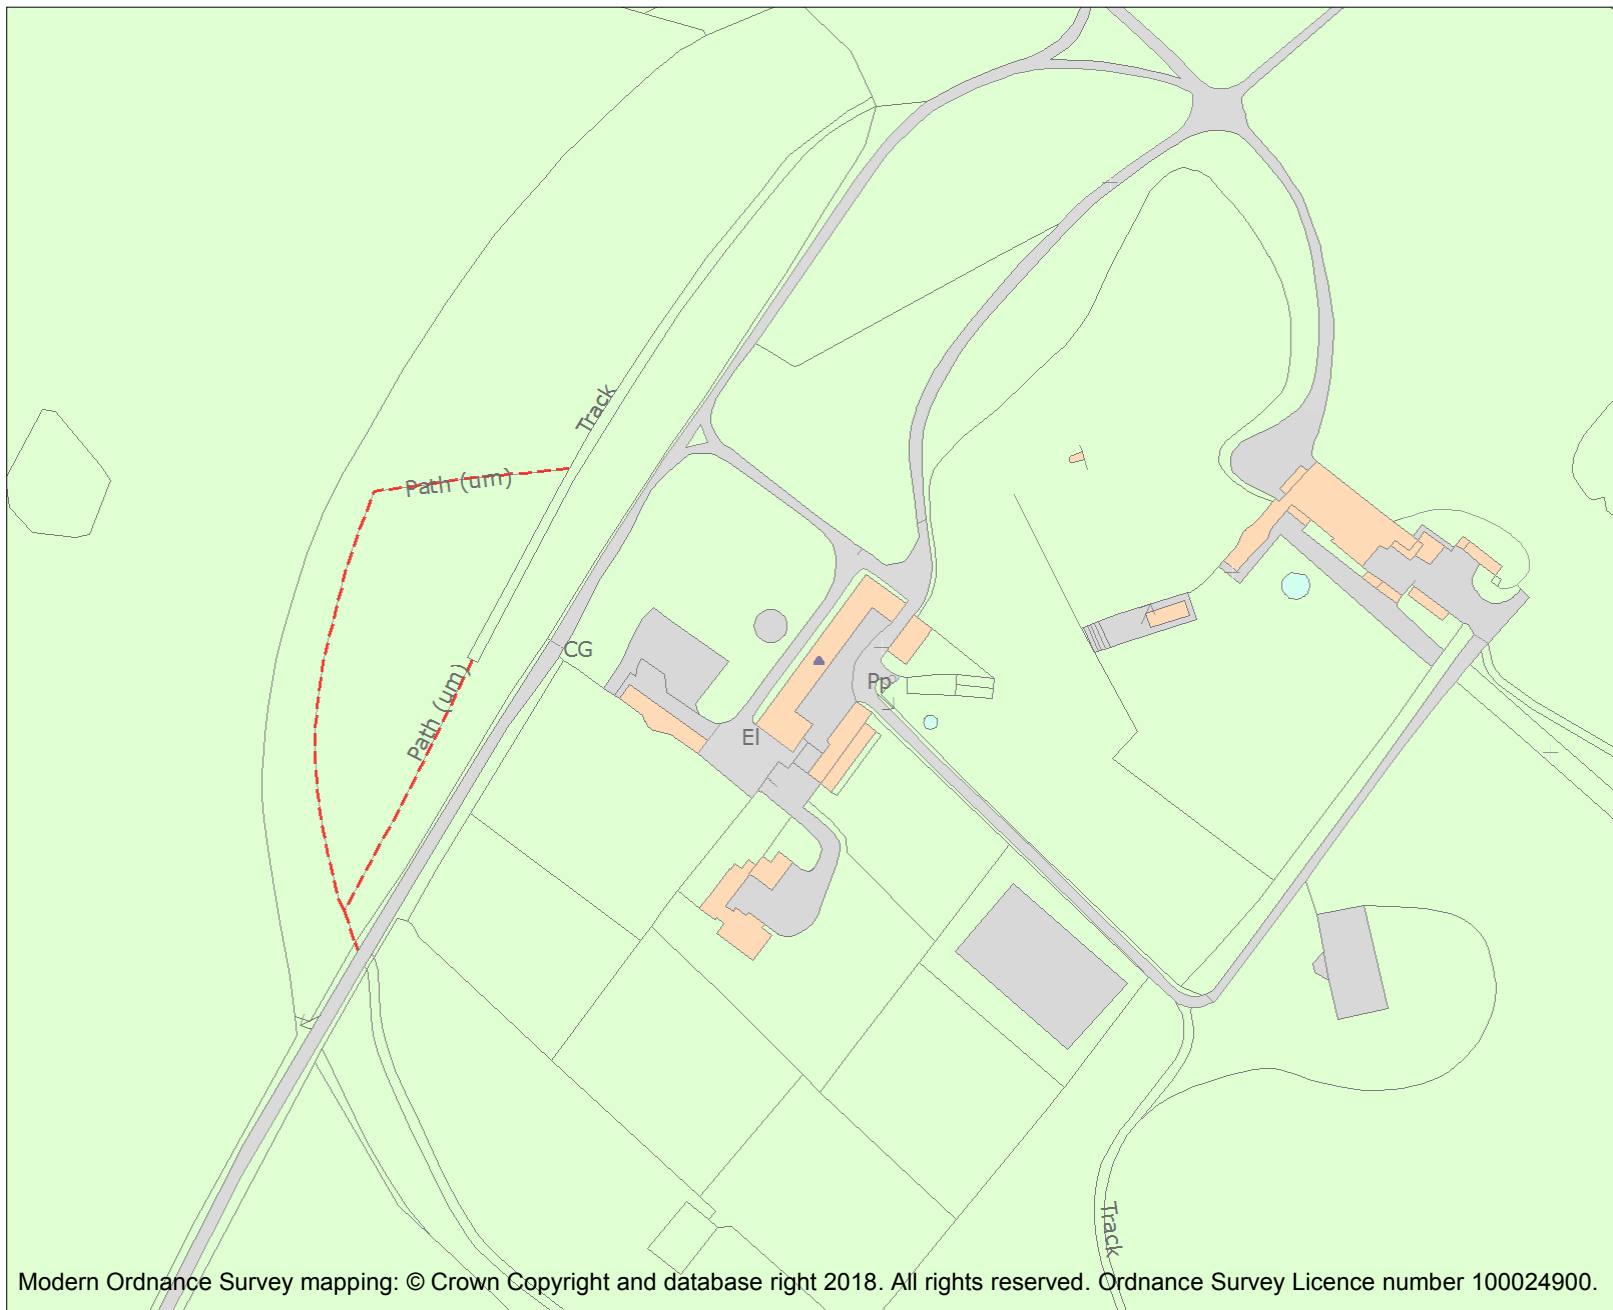 Track
Path (um)
CG
Path (um)
Pp
El
Track
Modern Ordnance Survey mapping: © Crown Copyright and database right 2018. All rights reserved. Ordnance Survey Licence number 100024900.